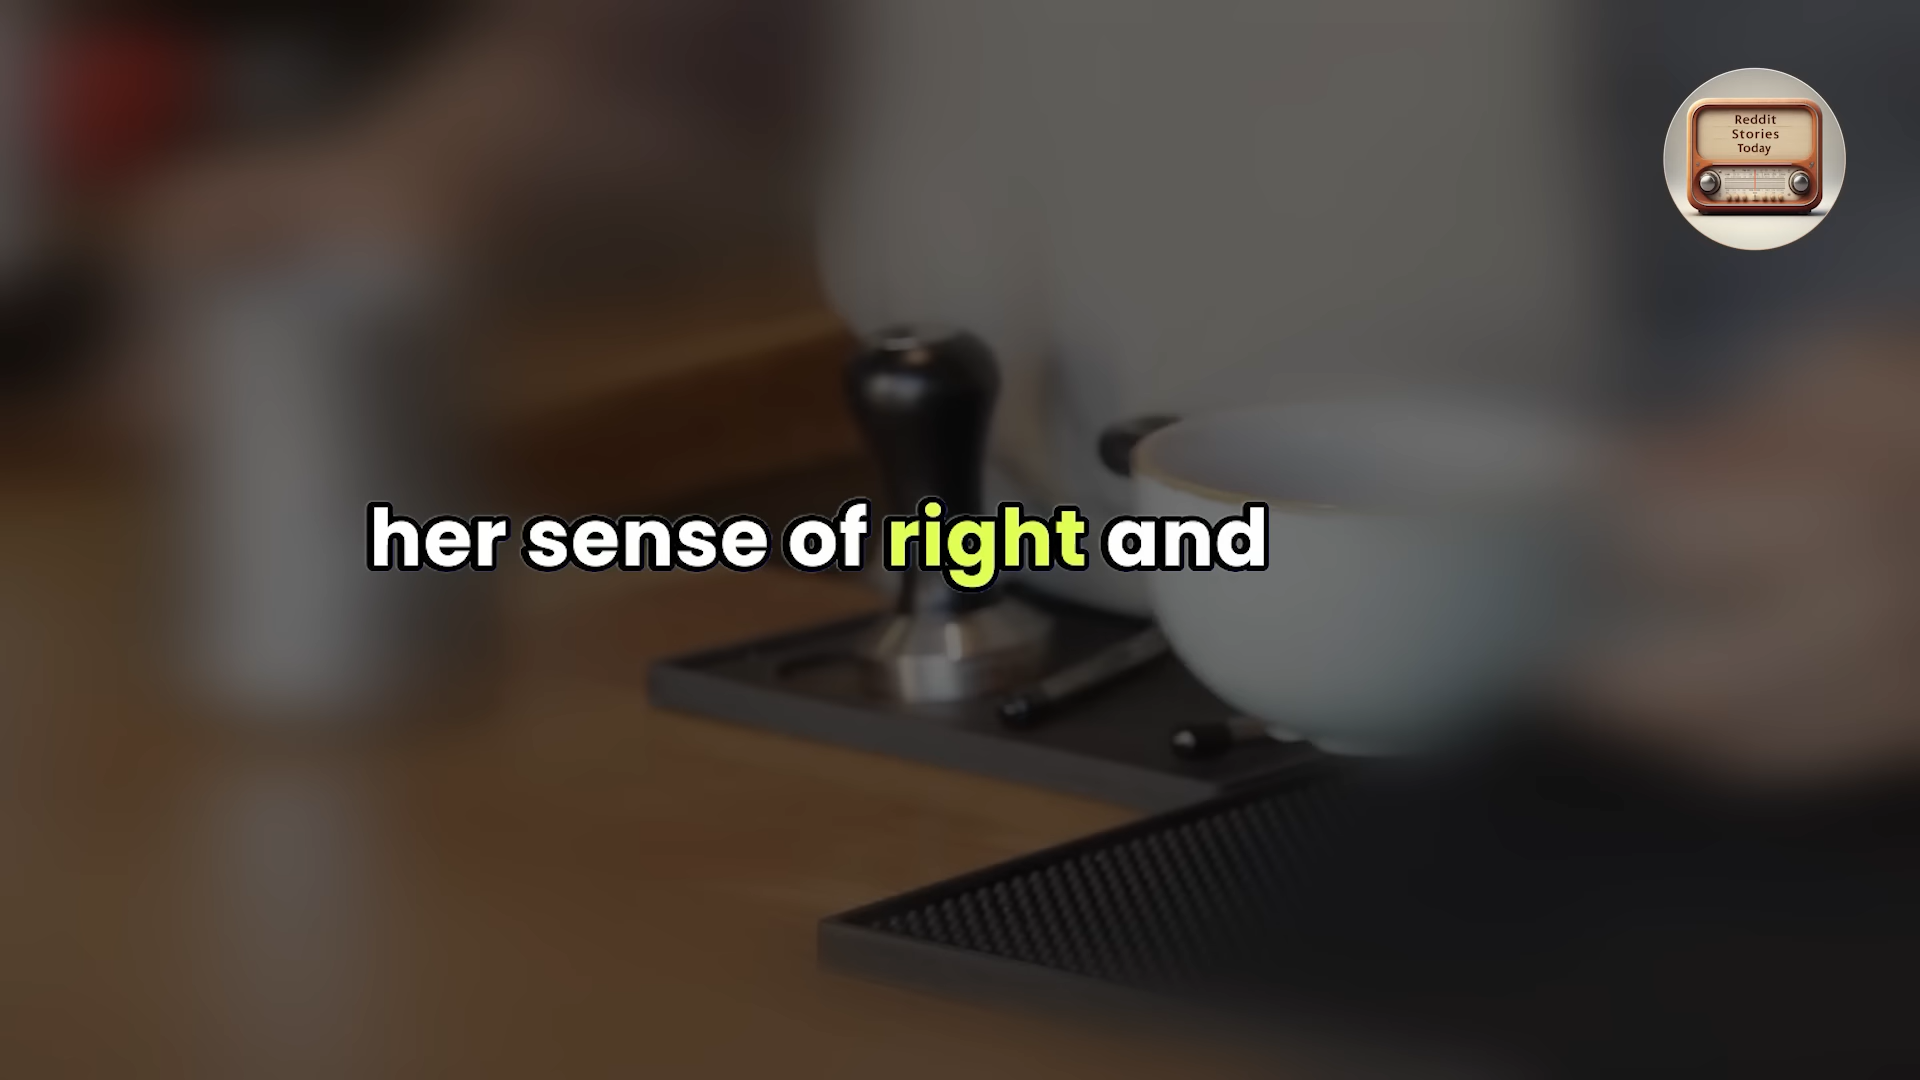 Reddit
Stories
Today
her sense of right and